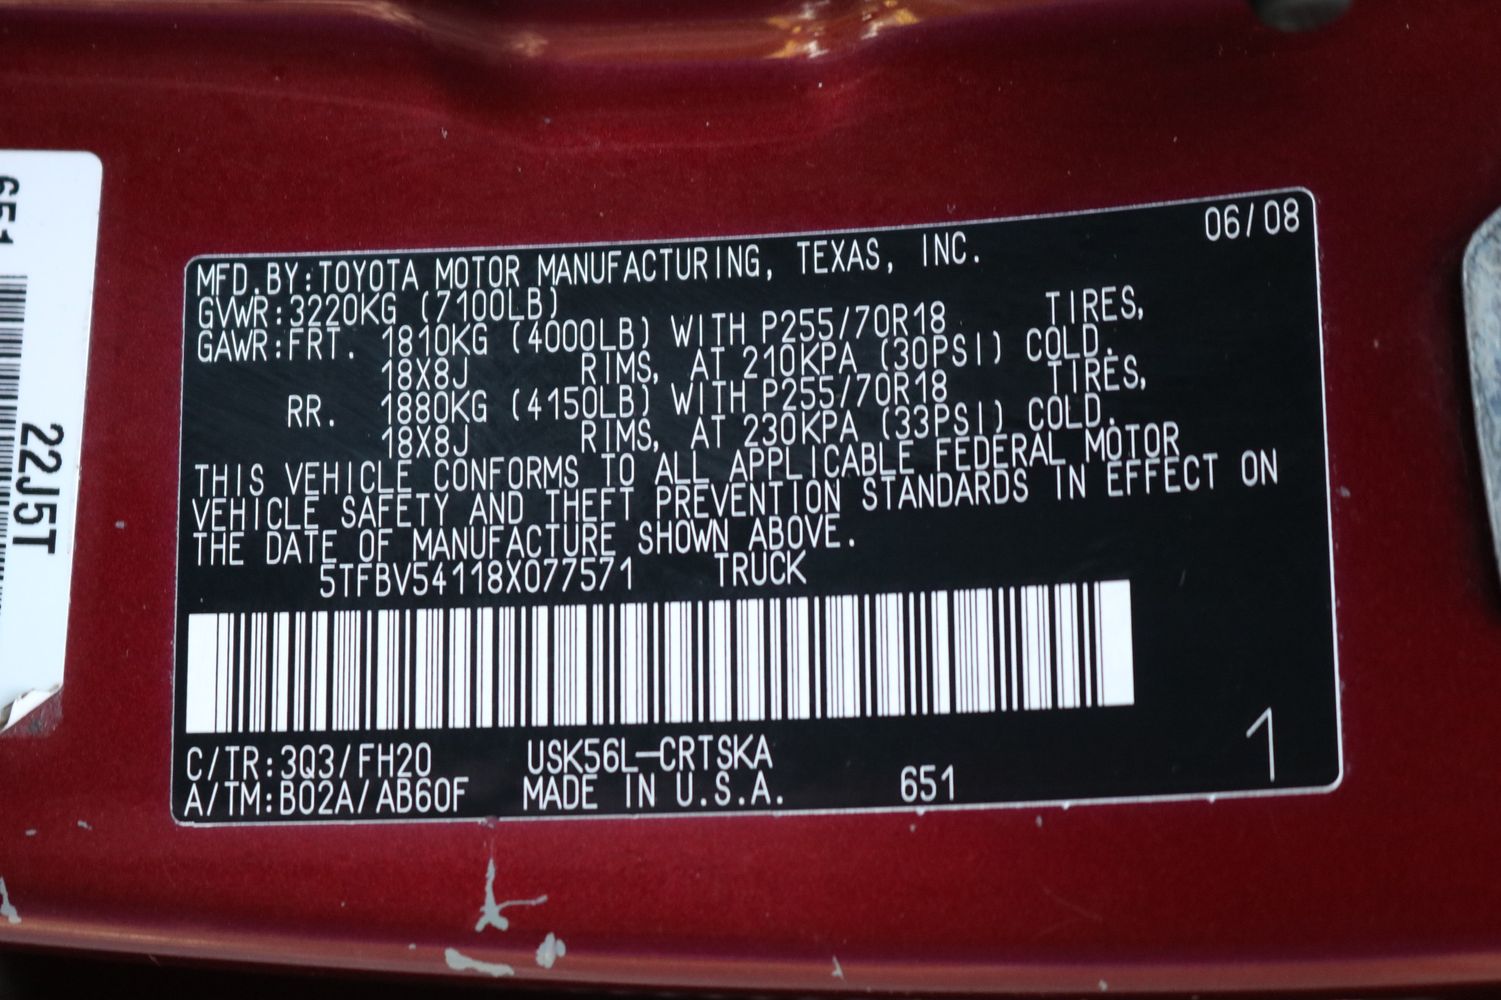 06/08
MFD.BY:TOYOTA MOTOR MANUFACTURING, TEXAS, INC.
GVWR:3220KG (7100LB)
GAWR:FRT. 1810KG (4000LB) WITH P255/70R18 TIRES,
18X8J RIMS, AT 210KPA (30PSI) COLD.
RR. 1880KG (4150LB) WITH P255/70R18 TIRES,
18X8J RIMS, AT 230KPA (33PSI) COLD.
THIS VEHICLE CONFORMS TO ALL APPLICABLE FEDERAL MOTOR
VEHICLE SAFETY AND THEFT PREVENTION STANDARDS IN EFFECT ON
THE DATE OF MANUFACTURE SHOWN ABOVE.
5TFBV54118X077571 TRUCK
C/TR:3Q3/FH20 USK56L-CRTSKA
A/TM:B02A/AB60F MADE IN U.S.A. 651
1
651
22J5T